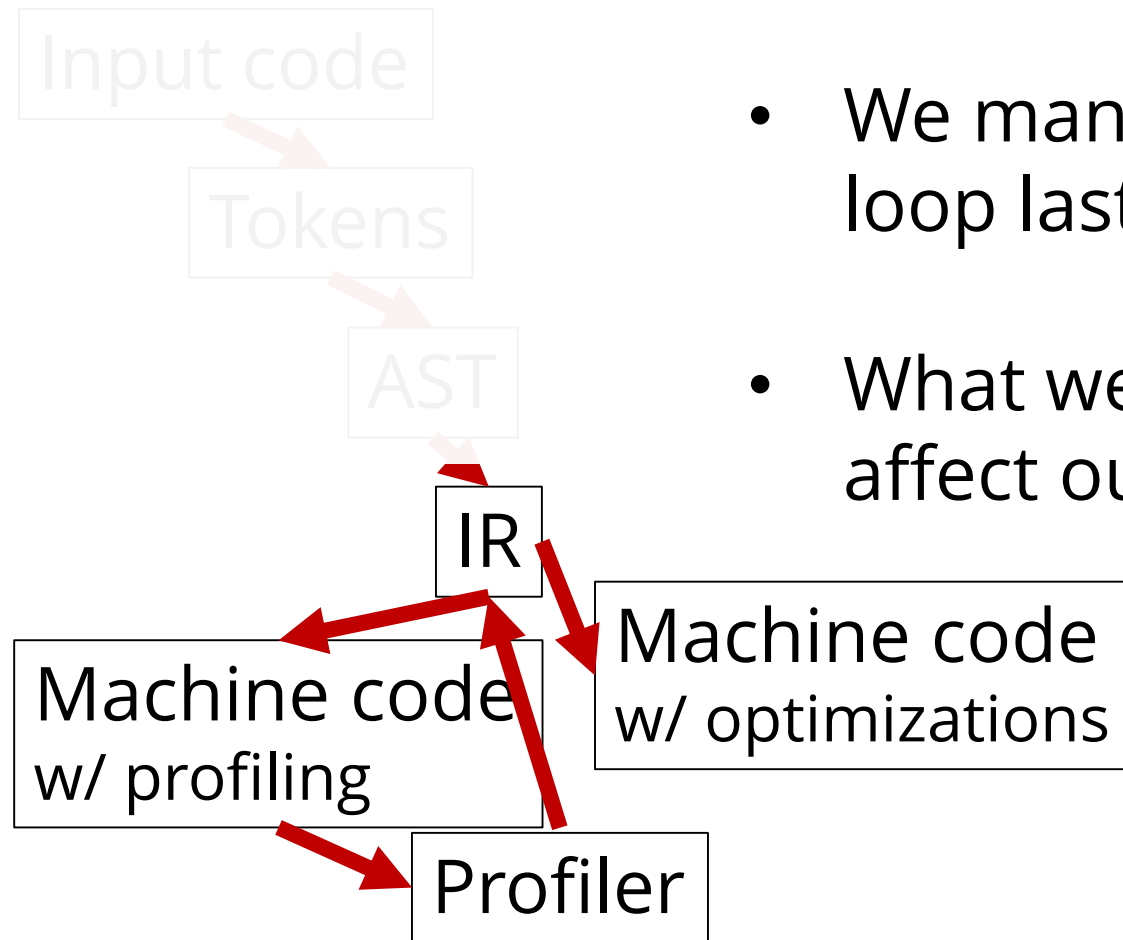 Input code
Tokens
AST
IR
Machine code
w/ profiling
Profiler
Machine code
w/ optimizations
• We man
loop last
• What we
affect ou